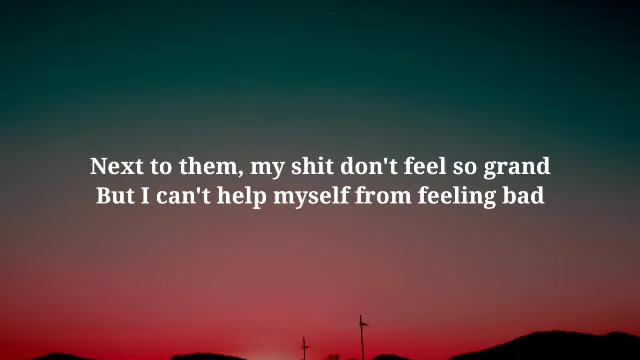 Next to them, my shit don't feel so grand
But I can't help myself from feeling bad